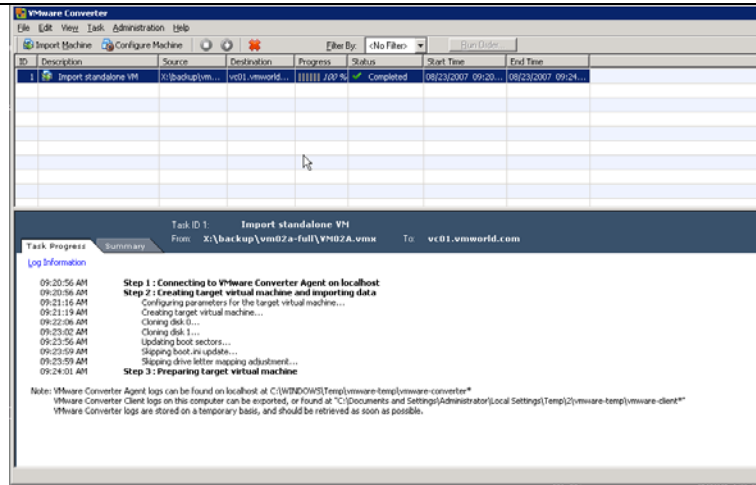 VMware Converter
File Edit View Task Administration Help
Import Machine Configure Machine Filter By: <No Filter> Run Order...
ID Description Source Destination Progress Status Start Time End Time
1 Import standalone VM X:\backup\vm... vc01.vmworld... 100 % Completed 08/23/2007 09:20... 08/23/2007 09:24...
Task ID 1: Import standalone VM
From: X:\backup\vm02a-full\VM02A.vmx To: vc01.vmworld.com
Task Progress Summary
Log Information
09:20:56 AM Step 1 : Connecting to VMware Converter Agent on localhost
09:20:56 AM Step 2 : Creating target virtual machine and importing data
09:21:16 AM Configuring parameters for the target virtual machine...
09:21:19 AM Creating target virtual machine...
09:22:06 AM Cloning disk 0...
09:23:02 AM Cloning disk 1...
09:23:56 AM Updating boot sectors...
09:23:59 AM Skipping boot.ini update...
09:23:59 AM Skipping drive letter mapping adjustment...
09:24:01 AM Step 3 : Preparing target virtual machine
Note: VMware Converter Agent logs can be found on localhost at C:\WINDOWS\Temp\vmware-temp\vmware-converter*
VMware Converter Client logs on this computer can be exported, or found at "C:\Documents and Settings\Administrator\Local Settings\Temp\2\vmware-temp\vmware-client*"
VMware Converter logs are stored on a temporary basis, and should be retrieved as soon as possible.